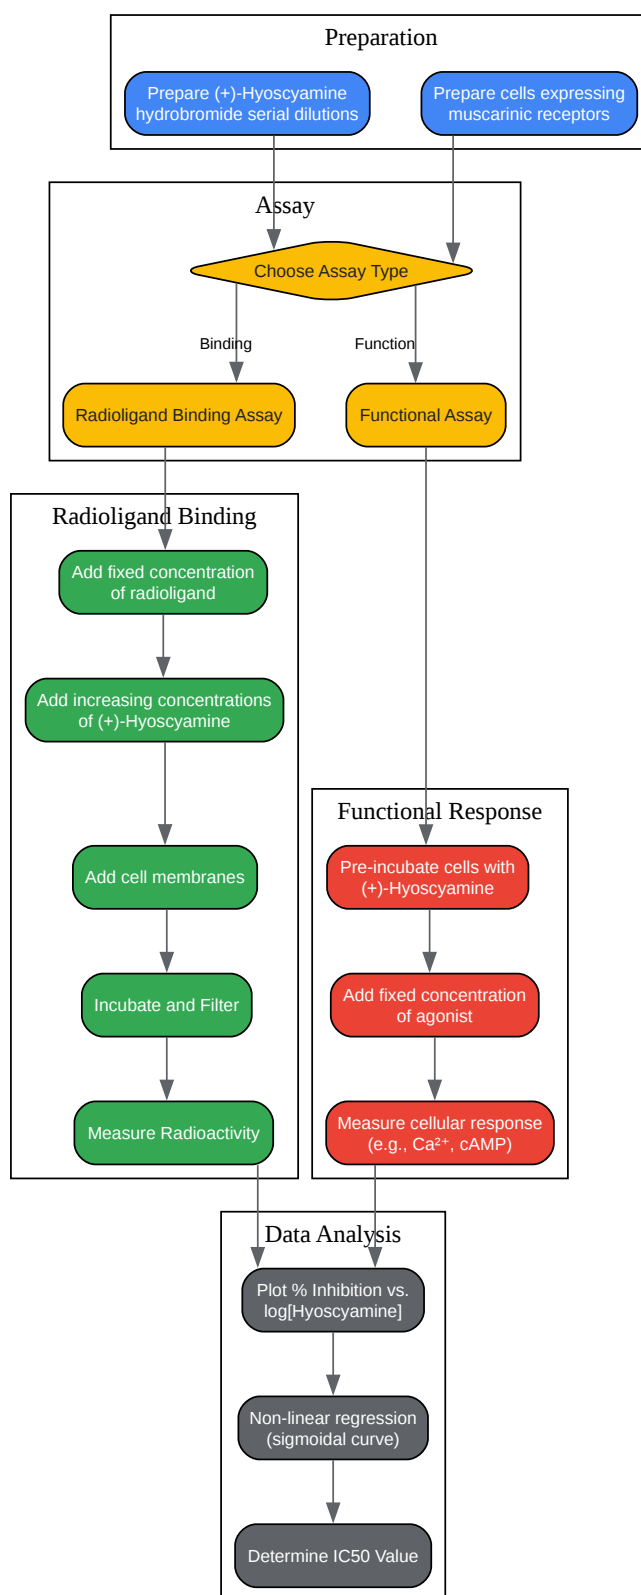 Preparation
Prepare (+)-Hyoscyamine
hydrobromide serial dilutions
Prepare cells expressing
muscarinic receptors
Assay
Choose Assay Type
Binding
Function
Radioligand Binding Assay
Functional Assay
Radioligand Binding
Add fixed concentration
of radioligand
Add increasing concentrations
of (+)-Hyoscyamine
Add cell membranes
Incubate and Filter
Measure Radioactivity
Functional Response
Pre-incubate cells with
(+)-Hyoscyamine
Add fixed concentration
of agonist
Measure cellular response
(e.g., Ca²⁺, cAMP)
Data Analysis
Plot % Inhibition vs.
log[Hyoscyamine]
Non-linear regression
(sigmoidal curve)
Determine IC50 Value